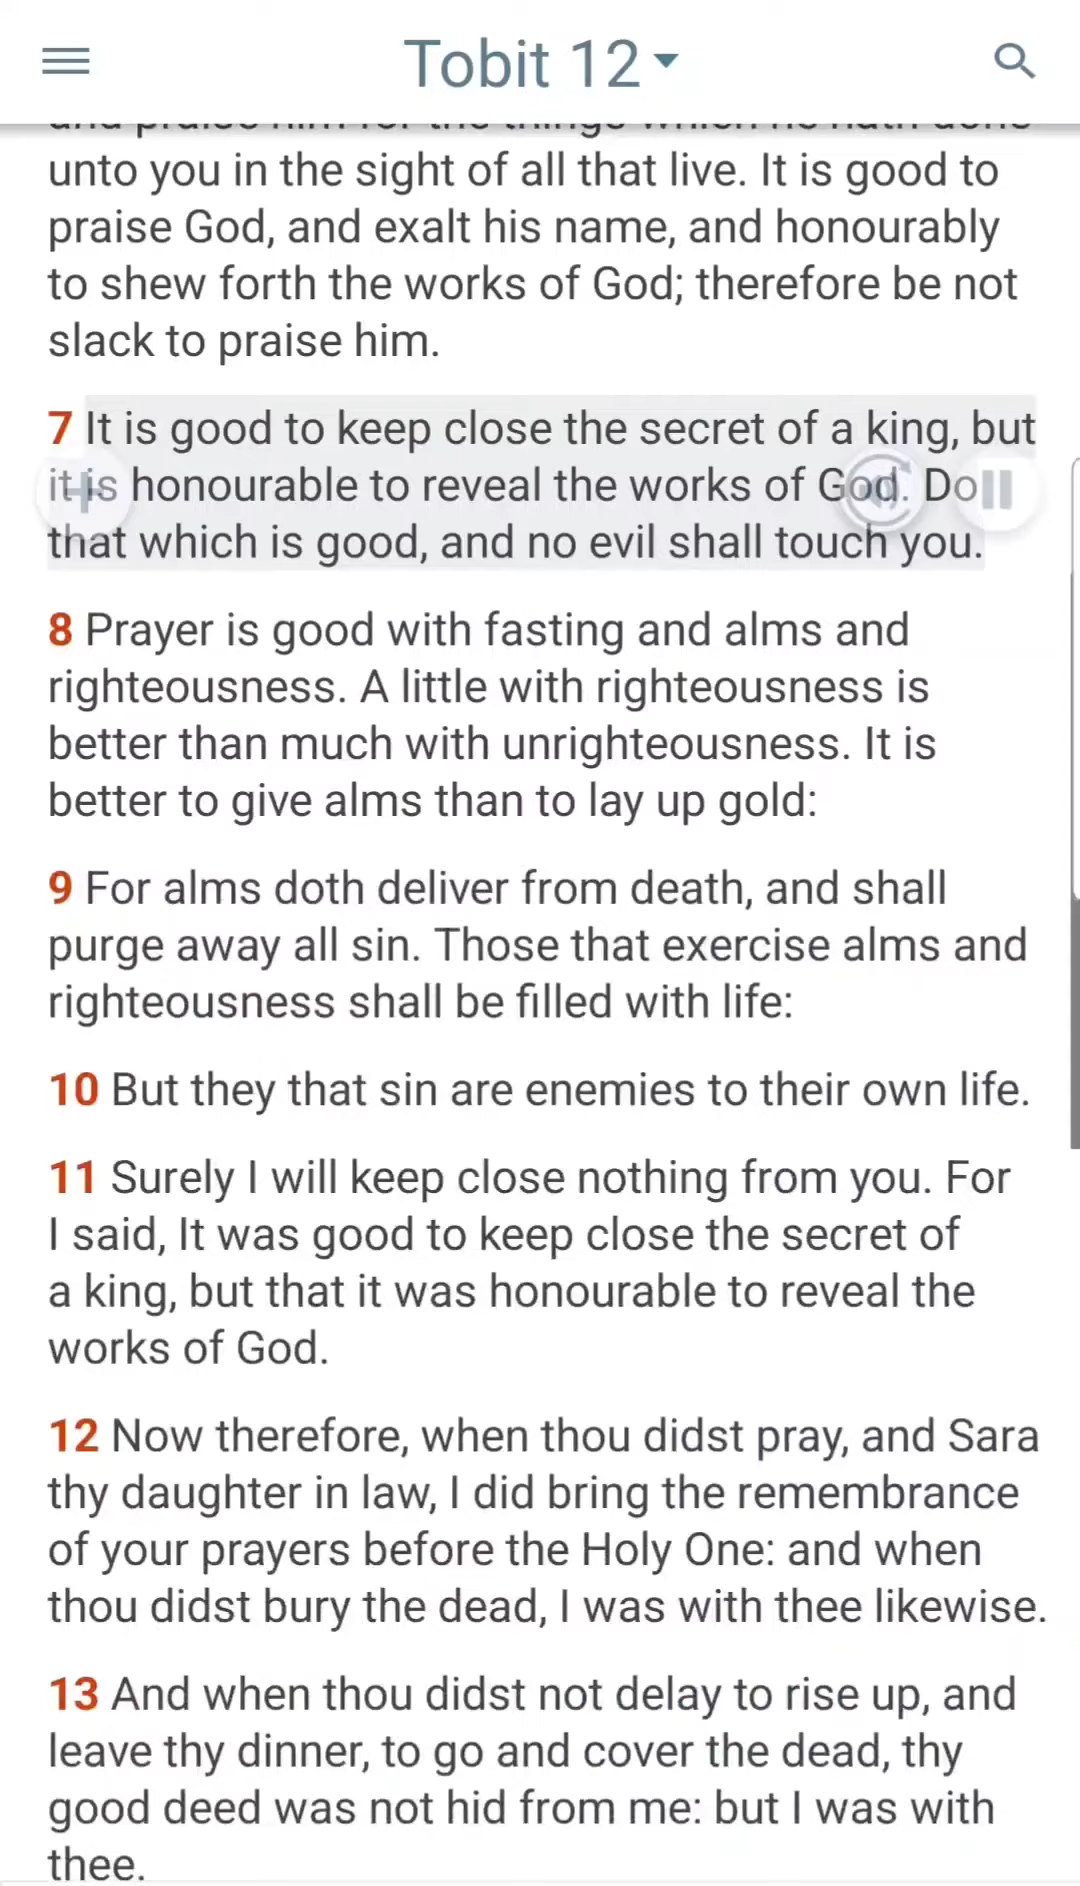 Tobit 12
and praise him for the things which he hath done
unto you in the sight of all that live. It is good to
praise God, and exalt his name, and honourably
to shew forth the works of God; therefore be not
slack to praise him.
7 It is good to keep close the secret of a king, but
it is honourable to reveal the works of God. Do
that which is good, and no evil shall touch you.
8 Prayer is good with fasting and alms and
righteousness. A little with righteousness is
better than much with unrighteousness. It is
better to give alms than to lay up gold:
9 For alms doth deliver from death, and shall
purge away all sin. Those that exercise alms and
righteousness shall be filled with life:
10 But they that sin are enemies to their own life.
11 Surely I will keep close nothing from you. For
I said, It was good to keep close the secret of
a king, but that it was honourable to reveal the
works of God.
12 Now therefore, when thou didst pray, and Sara
thy daughter in law, I did bring the remembrance
of your prayers before the Holy One: and when
thou didst bury the dead, I was with thee likewise.
13 And when thou didst not delay to rise up, and
leave thy dinner, to go and cover the dead, thy
good deed was not hid from me: but I was with
thee.